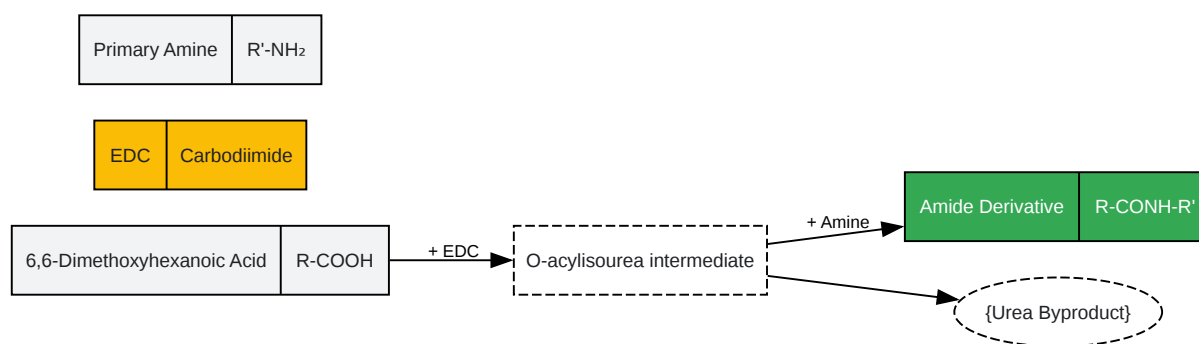 Primary Amine R'-NH₂
EDC Carbodiimide
6,6-Dimethoxyhexanoic Acid R-COOH
+ EDC
O-acylisourea intermediate
+ Amine
Amide Derivative R-CONH-R'
{Urea Byproduct}